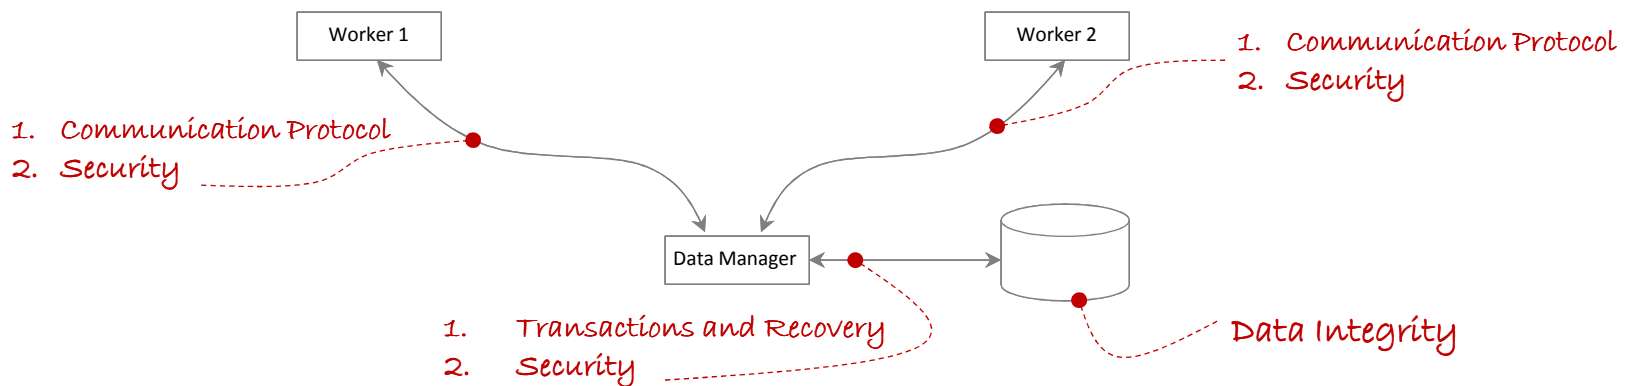 Worker 1
Worker 2
1. Communication Protocol
2. Security
1. Communication Protocol
2. Security
Data Manager
1. Transactions and Recovery
2. Security
Data Integrity